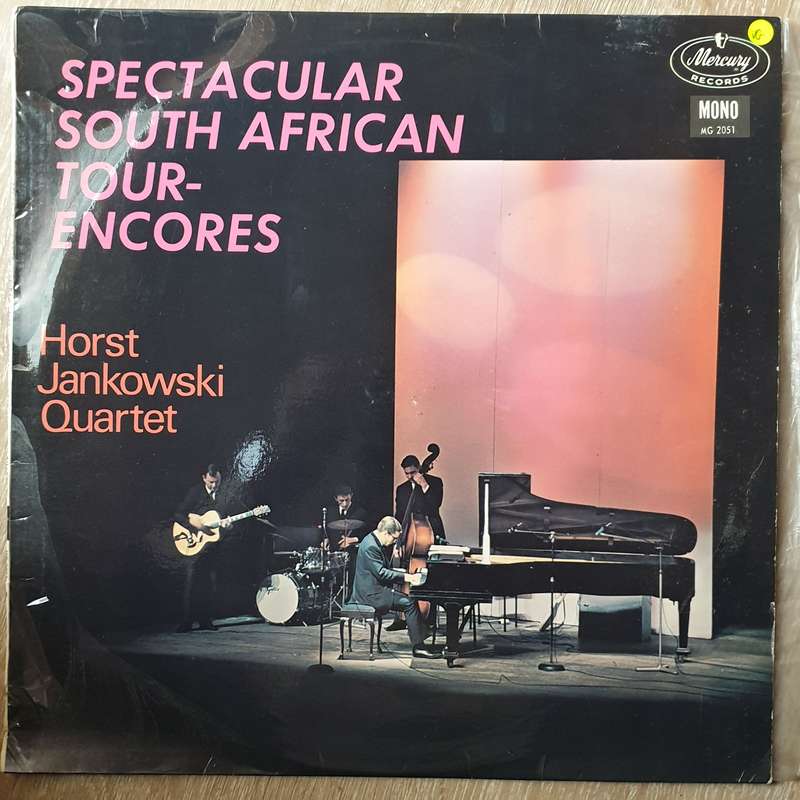 SPECTACULAR
SOUTH AFRICAN
TOUR-
ENCORES
Mercury
RECORDS
MONO
MG 2051
Horst
Jankowski
Quartet